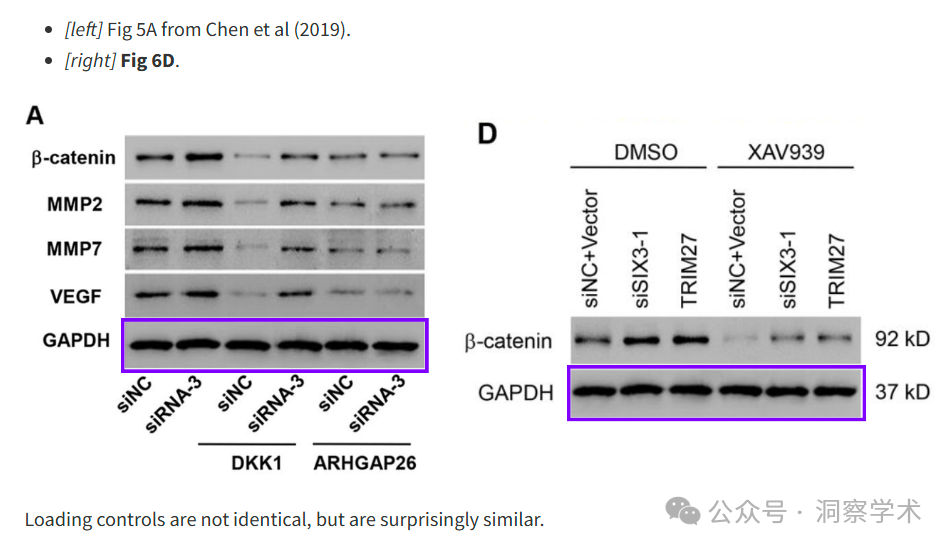 • [left] Fig 5A from Chen et al (2019).
• [right] Fig 6D.
A
β-catenin
MMP2
MMP7
VEGF
GAPDH
siNC
siRNA-3
siNC
siRNA-3
siNC
siRNA-3
DKK1
ARHGAP26
D
DMSO
XAV939
siNC+Vector
siSIX3-1
TRIM27
siNC+Vector
siSIX3-1
TRIM27
β-catenin
92 kD
GAPDH
37 kD
Loading controls are not identical, but are surprisingly similar.
公众号 · 洞察学术